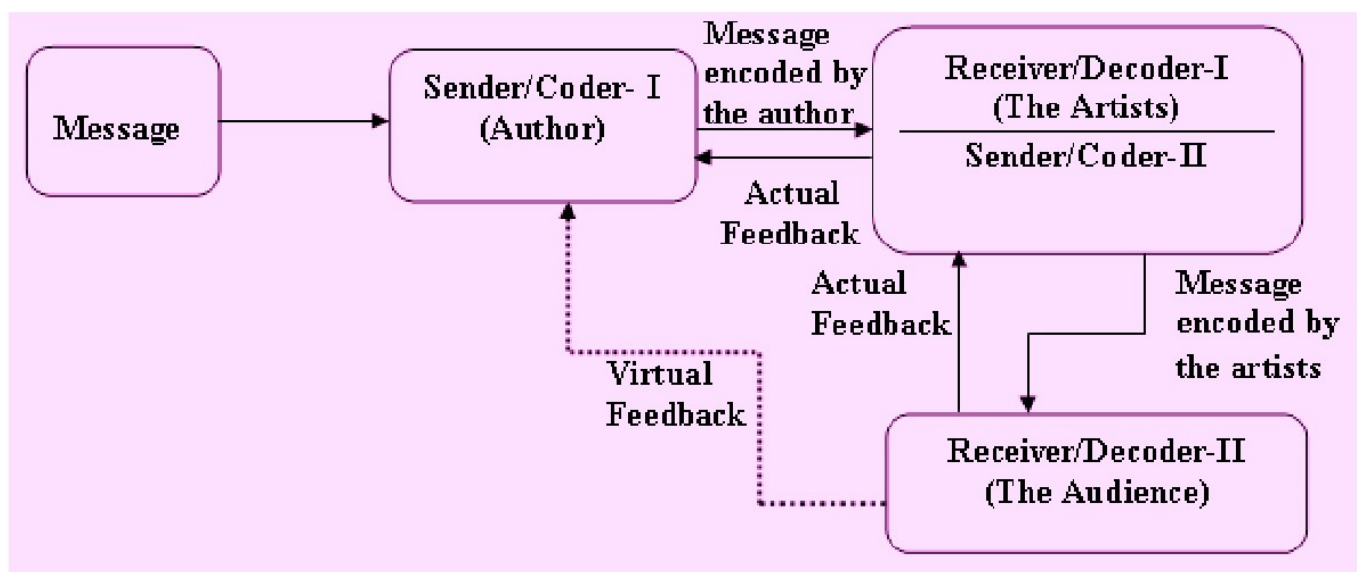 Message
Sender/Coder- I
(Author)
Message
encoded by
the author
Receiver/Decoder-I
(The Artists)
Sender/Coder-II
Actual
Feedback
Actual
Feedback
Message
encoded by
the artists
Virtual
Feedback
Receiver/Decoder-II
(The Audience)